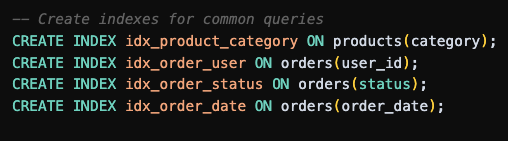 -- Create indexes for common queries
CREATE INDEX idx_product_category ON products(category);
CREATE INDEX idx_order_user ON orders(user_id);
CREATE INDEX idx_order_status ON orders(status);
CREATE INDEX idx_order_date ON orders(order_date);